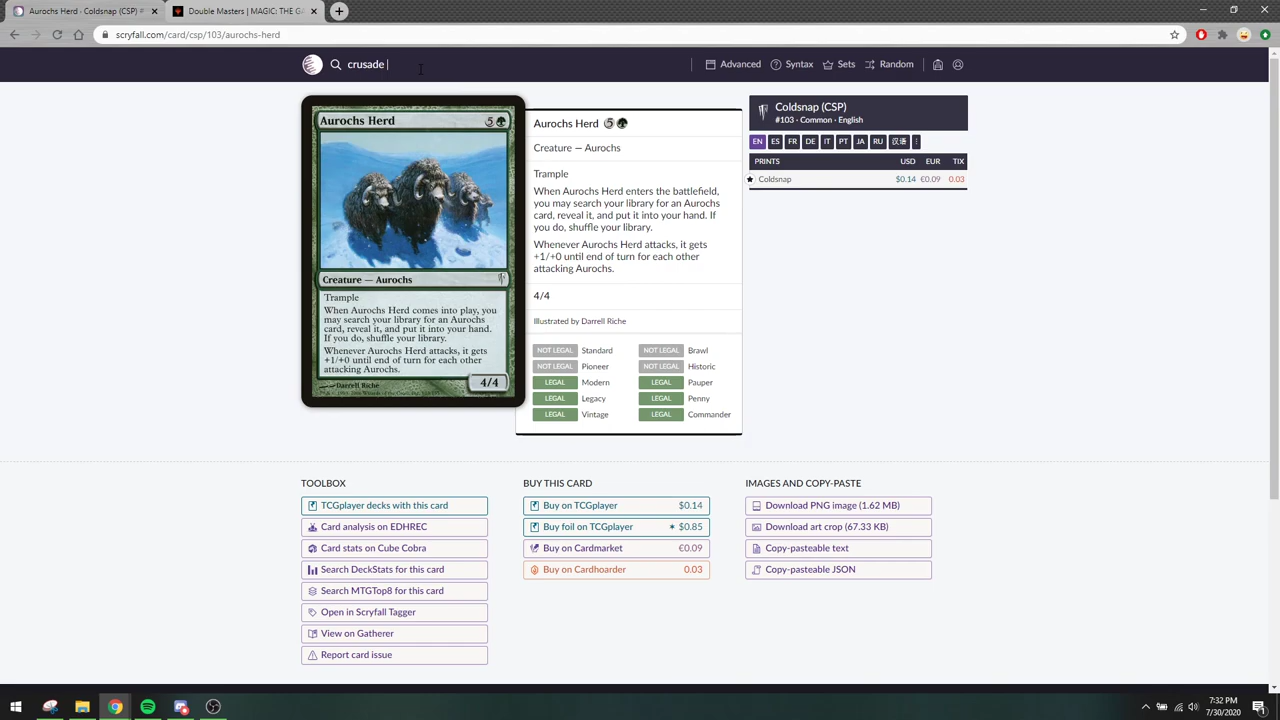 Aurochs Herd · Coldsnap (CSP) #
Double Masters | MAGIC: THE GA
scryfall.com/card/csp/103/aurochs-herd
crusade
Advanced
Syntax
Sets
Random
Aurochs Herd 5
Creature — Aurochs
Trample
When Aurochs Herd comes into play, you
may search your library for an Aurochs
card, reveal it, and put it into your hand. If
you do, shuffle your library.
Whenever Aurochs Herd attacks, it gets
+1/+0 until end of turn for each other
attacking Aurochs.
Darrell Riche
4/4
Aurochs Herd 5
Creature — Aurochs
Trample
When Aurochs Herd enters the battlefield,
you may search your library for an Aurochs
card, reveal it, and put it into your hand. If
you do, shuffle your library.
Whenever Aurochs Herd attacks, it gets
+1/+0 until end of turn for each other
attacking Aurochs.
4/4
Illustrated by Darrell Riche
NOT LEGAL Standard NOT LEGAL Brawl
NOT LEGAL Pioneer NOT LEGAL Historic
LEGAL Modern LEGAL Pauper
LEGAL Legacy LEGAL Penny
LEGAL Vintage LEGAL Commander
Coldsnap (CSP)
#103 · Common · English
EN ES FR DE IT PT JA RU 汉语
PRINTS USD EUR TIX
Coldsnap $0.14 €0.09 0.03
TOOLBOX
TCGplayer decks with this card
Card analysis on EDHREC
Card stats on Cube Cobra
Search DeckStats for this card
Search MTGTop8 for this card
Open in Scryfall Tagger
View on Gatherer
Report card issue
BUY THIS CARD
Buy on TCGplayer $0.14
Buy foil on TCGplayer ✶ $0.85
Buy on Cardmarket €0.09
Buy on Cardhoarder 0.03
IMAGES AND COPY-PASTE
Download PNG image (1.62 MB)
Download art crop (67.33 KB)
Copy-pasteable text
Copy-pasteable JSON
7:32 PM
7/30/2020